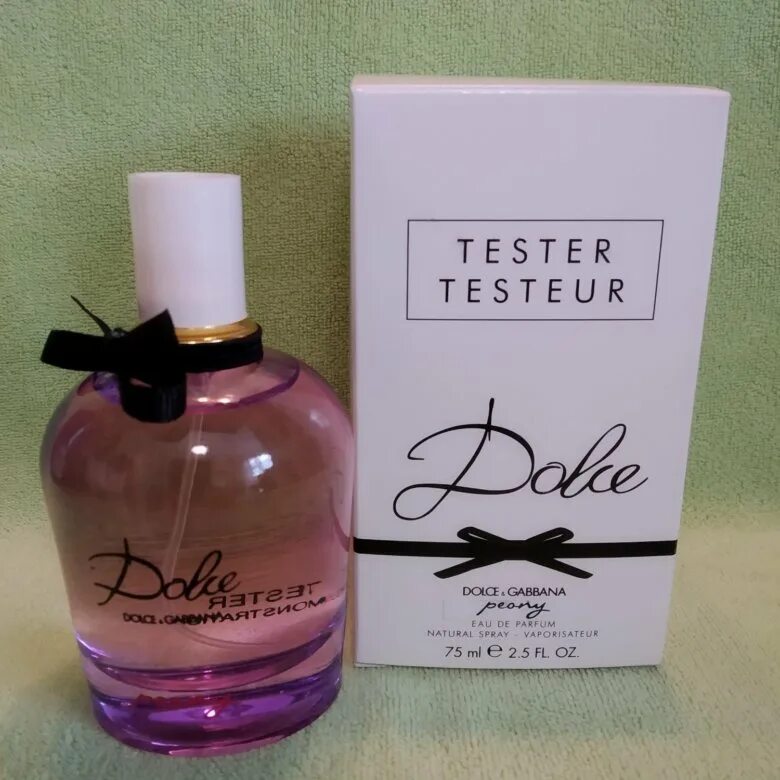 TESTER
TESTEUR
Dolce
DOLCE & GABBANA
peony
EAU DE PARFUM
NATURAL SPRAY - VAPORISATEUR
75 ml ℮ 2.5 FL. OZ.
Dolce
TESTER
DOLCE & GABBANA
peony